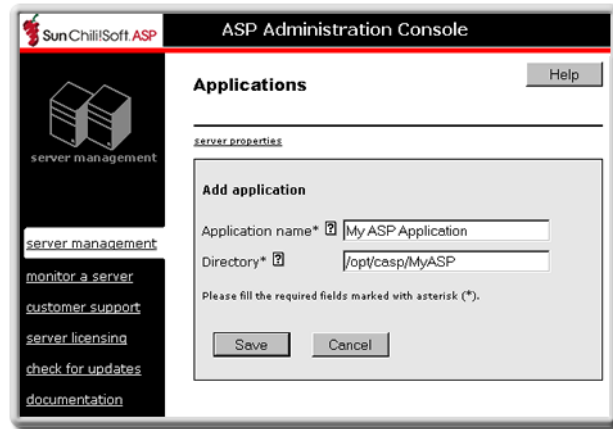 Sun Chili!Soft ASP
ASP Administration Console
Applications
Help
server management
server properties
Add application
Application name* ? My ASP Application
Directory* ? /opt/casp/MyASP
Please fill the required fields marked with asterisk (*).
Save Cancel
server management
monitor a server
customer support
server licensing
check for updates
documentation